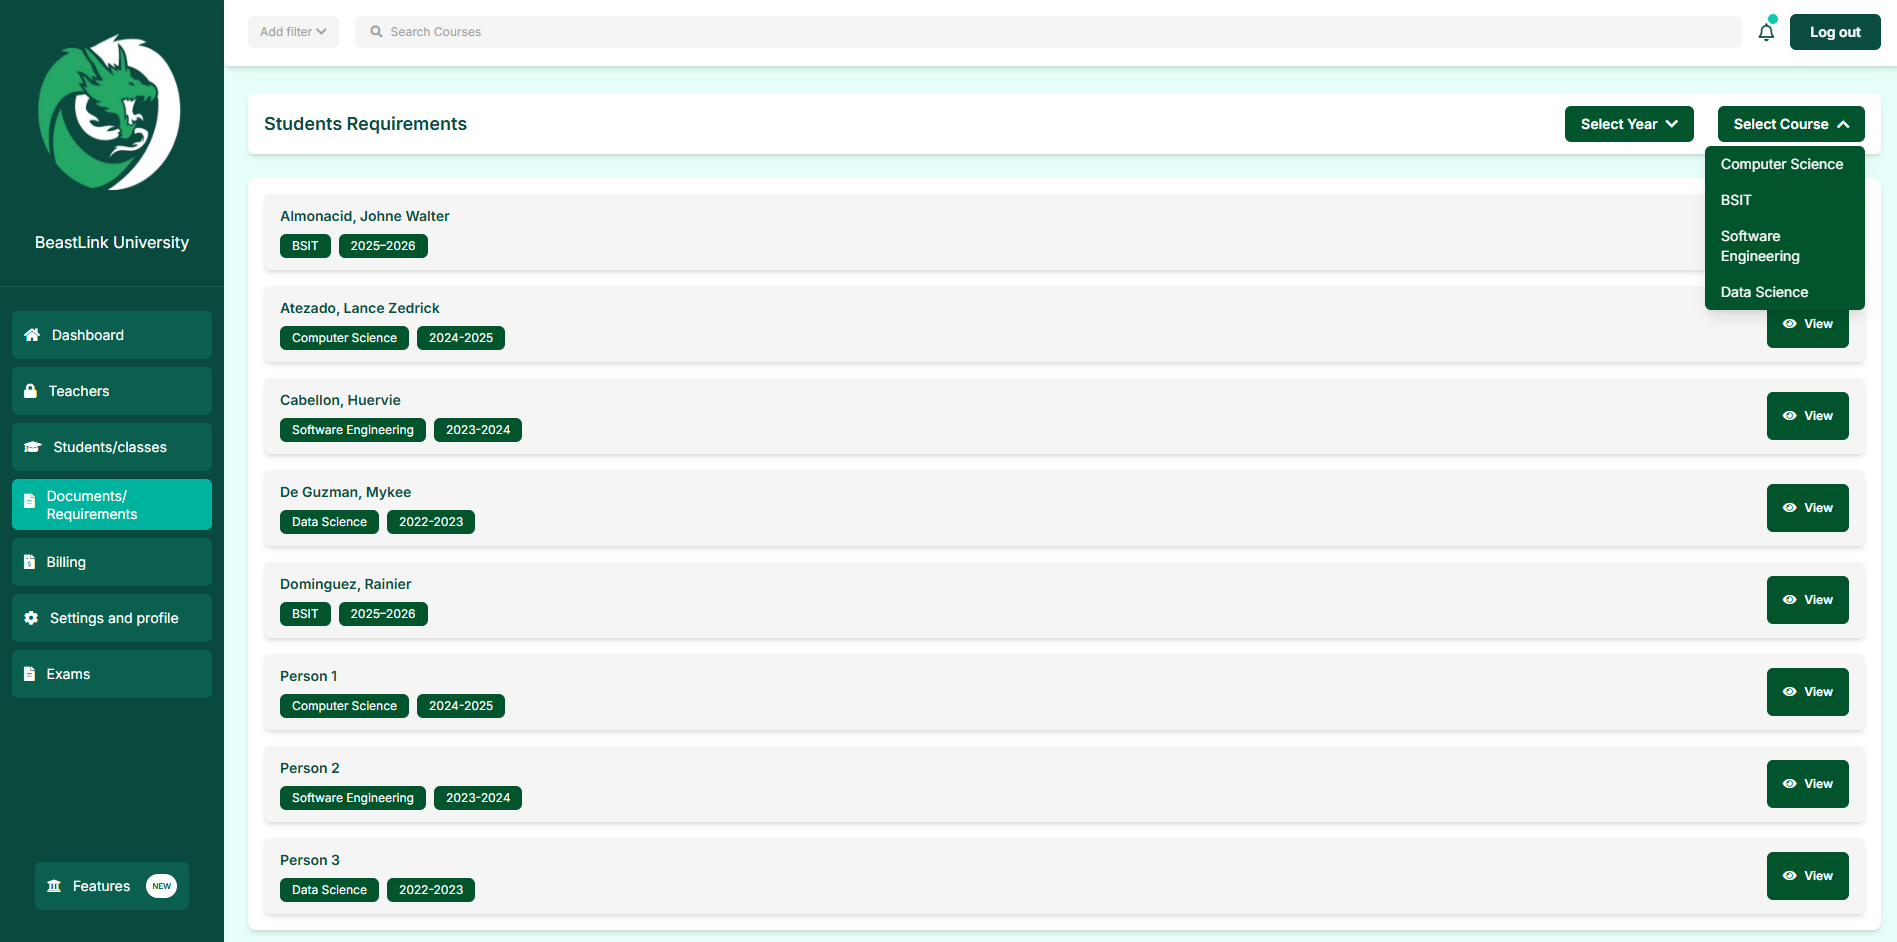 BeastLink University
Dashboard
Teachers
Students/classes
Documents/
Requirements
Billing
Settings and profile
Exams
Features NEW
Add filter
Search Courses
Log out
Students Requirements
Select Year
Select Course
Computer Science
BSIT
Software
Engineering
Data Science
Almonacid, Johne Walter
BSIT 2025–2026
Atezado, Lance Zedrick
Computer Science 2024-2025
View
Cabellon, Huervie
Software Engineering 2023-2024
View
De Guzman, Mykee
Data Science 2022-2023
View
Dominguez, Rainier
BSIT 2025–2026
View
Person 1
Computer Science 2024-2025
View
Person 2
Software Engineering 2023-2024
View
Person 3
Data Science 2022-2023
View